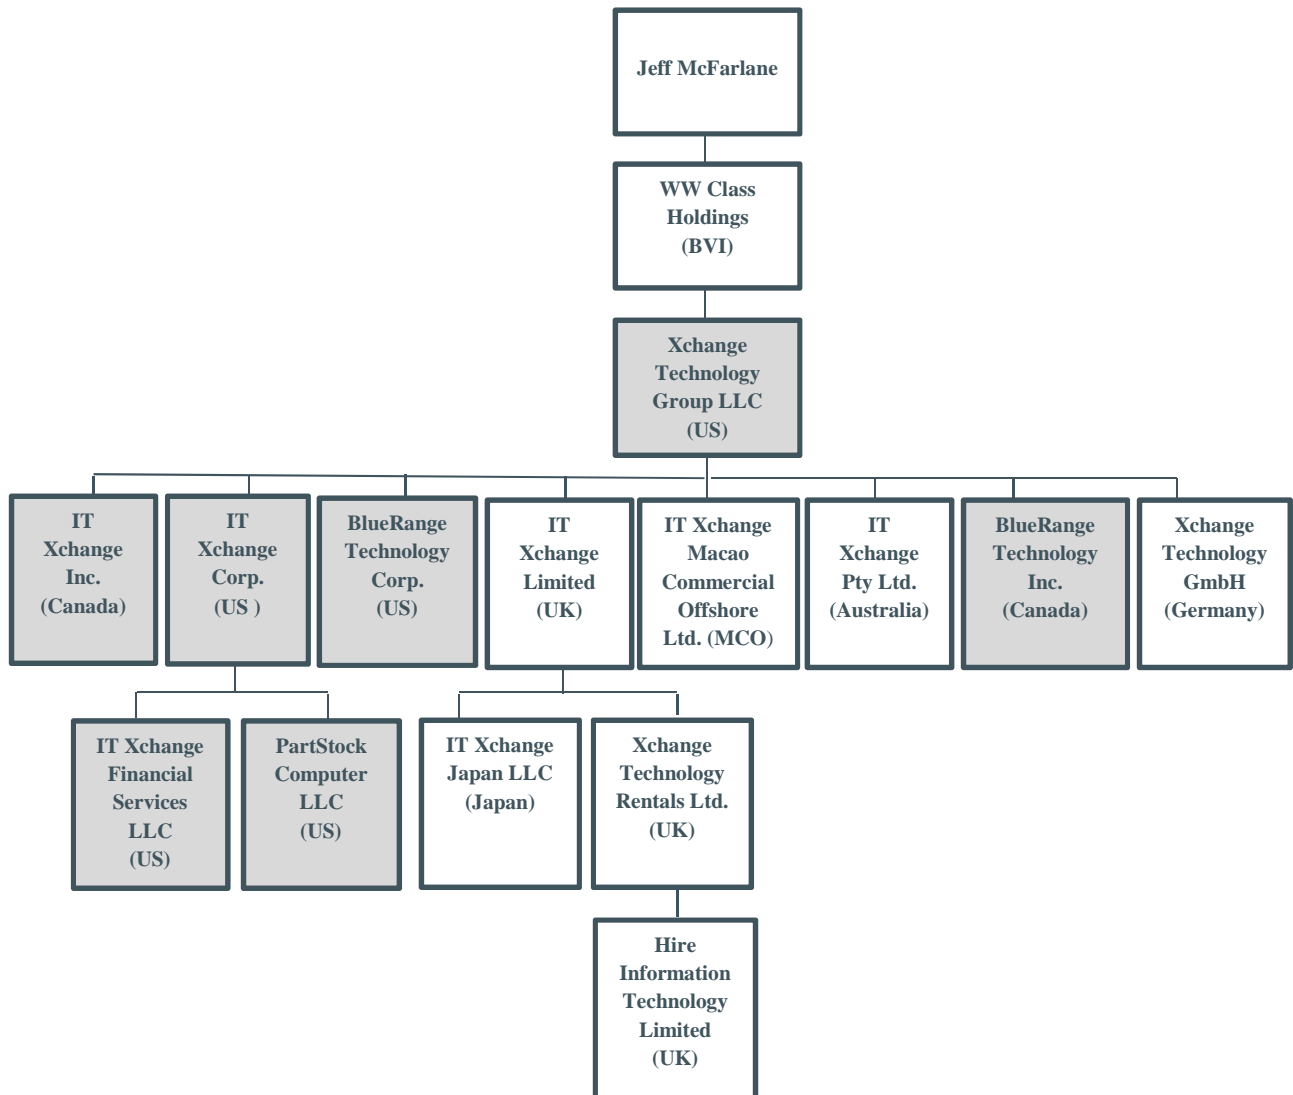 Jeff McFarlane
WW Class
Holdings
(BVI)
Xchange
Technology
Group LLC
(US)
IT
Xchange
Inc.
(Canada)
IT
Xchange
Corp.
(US )
BlueRange
Technology
Corp.
(US)
IT
Xchange
Limited
(UK)
IT Xchange
Macao
Commercial
Offshore
Ltd. (MCO)
IT
Xchange
Pty Ltd.
(Australia)
BlueRange
Technology
Inc.
(Canada)
Xchange
Technology
GmbH
(Germany)
IT Xchange
Financial
Services
LLC
(US)
PartStock
Computer
LLC
(US)
IT Xchange
Japan LLC
(Japan)
Xchange
Technology
Rentals Ltd.
(UK)
Hire
Information
Technology
Limited
(UK)